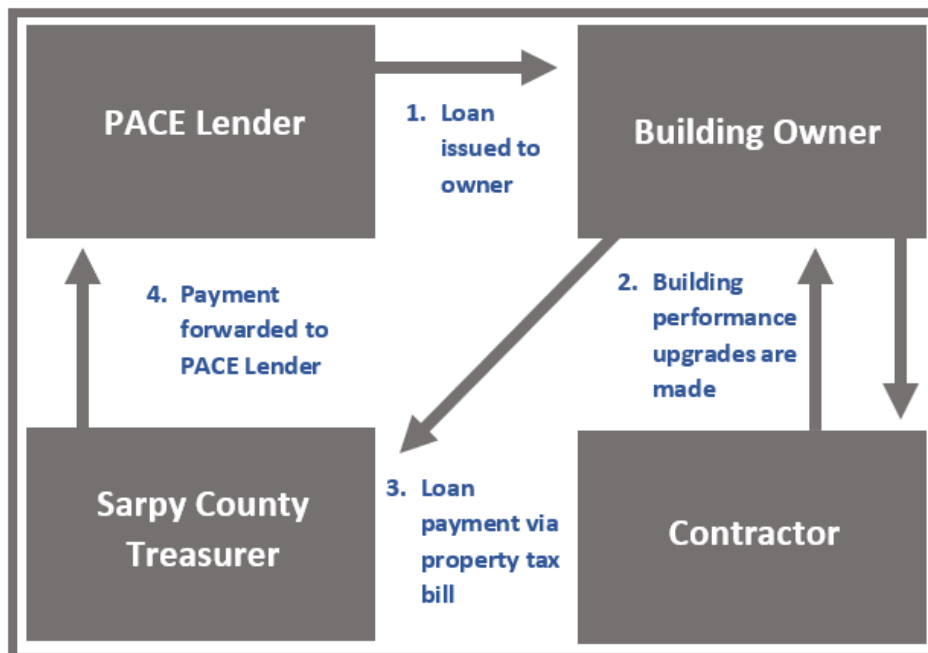 PACE Lender
1. Loan
issued to
owner
Building Owner
4. Payment
forwarded to
PACE Lender
2. Building
performance
upgrades are
made
Sarpy County
Treasurer
3. Loan
payment via
property tax
bill
Contractor